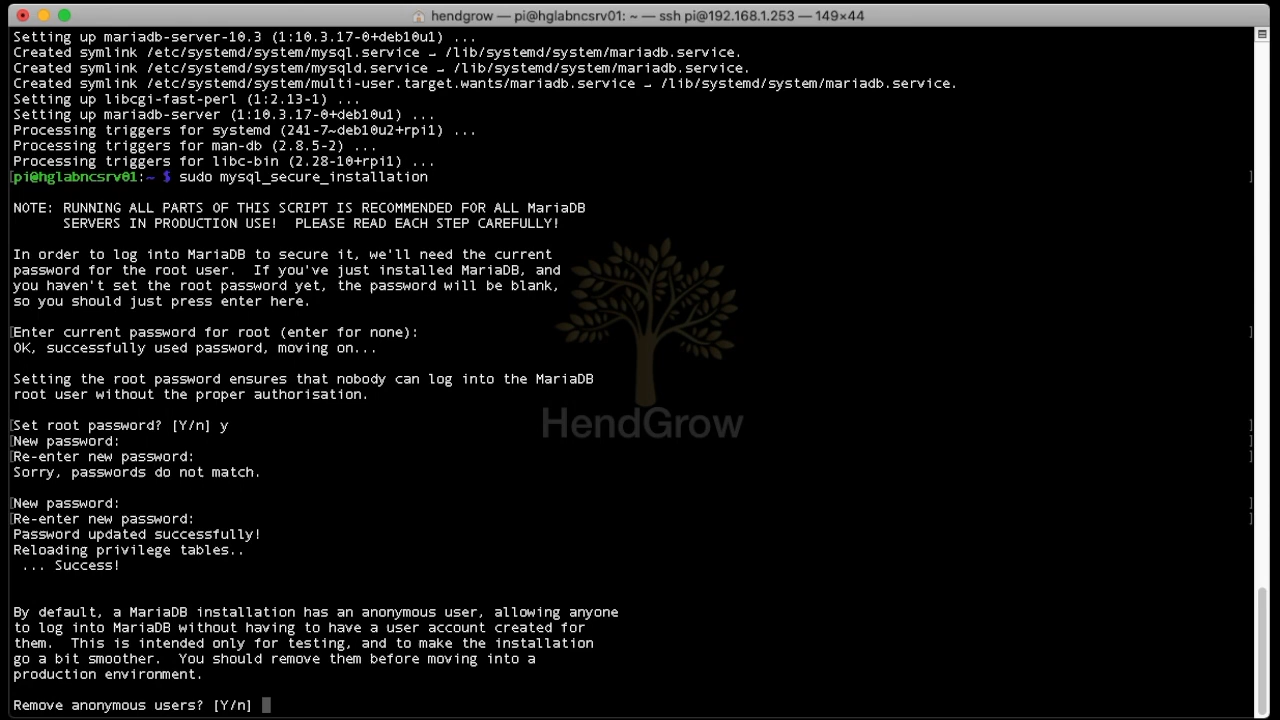 hendgrow — pi@hglabncsrv01: ~ — ssh pi@192.168.1.253 — 149×44
Setting up mariadb-server-10.3 (1:10.3.17-0+deb10u1) ...
Created symlink /etc/systemd/system/mysql.service → /lib/systemd/system/mariadb.service.
Created symlink /etc/systemd/system/mysqld.service → /lib/systemd/system/mariadb.service.
Created symlink /etc/systemd/system/multi-user.target.wants/mariadb.service → /lib/systemd/system/mariadb.service.
Setting up libcgi-fast-perl (1:2.13-1) ...
Setting up mariadb-server (1:10.3.17-0+deb10u1) ...
Processing triggers for systemd (241-7~deb10u2+rpi1) ...
Processing triggers for man-db (2.8.5-2) ...
Processing triggers for libc-bin (2.28-10+rpi1) ...
[pi@hglabncsrv01:~ $ sudo mysql_secure_installation ]
NOTE: RUNNING ALL PARTS OF THIS SCRIPT IS RECOMMENDED FOR ALL MariaDB
SERVERS IN PRODUCTION USE!  PLEASE READ EACH STEP CAREFULLY!
In order to log into MariaDB to secure it, we'll need the current
password for the root user.  If you've just installed MariaDB, and
you haven't set the root password yet, the password will be blank,
so you should just press enter here.
[Enter current password for root (enter for none): ]
OK, successfully used password, moving on...
Setting the root password ensures that nobody can log into the MariaDB
root user without the proper authorisation.
[Set root password? [Y/n] y ]
[New password: ]
[Re-enter new password: ]
Sorry, passwords do not match.
[New password: ]
[Re-enter new password: ]
Password updated successfully!
Reloading privilege tables..
... Success!
By default, a MariaDB installation has an anonymous user, allowing anyone
to log into MariaDB without having to have a user account created for
them.  This is intended only for testing, and to make the installation
go a bit smoother.  You should remove them before moving into a
production environment.
Remove anonymous users? [Y/n]
HendGrow